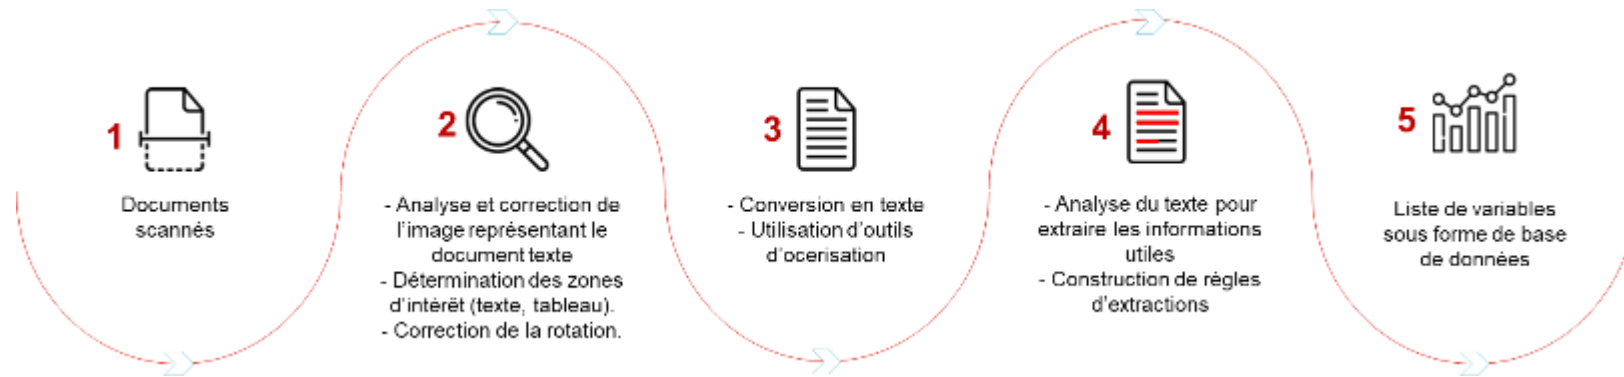 1
Documents
scannés
2
- Analyse et correction de
l'image représentant le
document texte
- Détermination des zones
d'intérêt (texte, tableau).
- Correction de la rotation.
3
- Conversion en texte
- Utilisation d'outils
d'ocerisation
4
- Analyse du texte pour
extraire les informations
utiles
- Construction de règles
d'extractions
5
Liste de variables
sous forme de base
de données